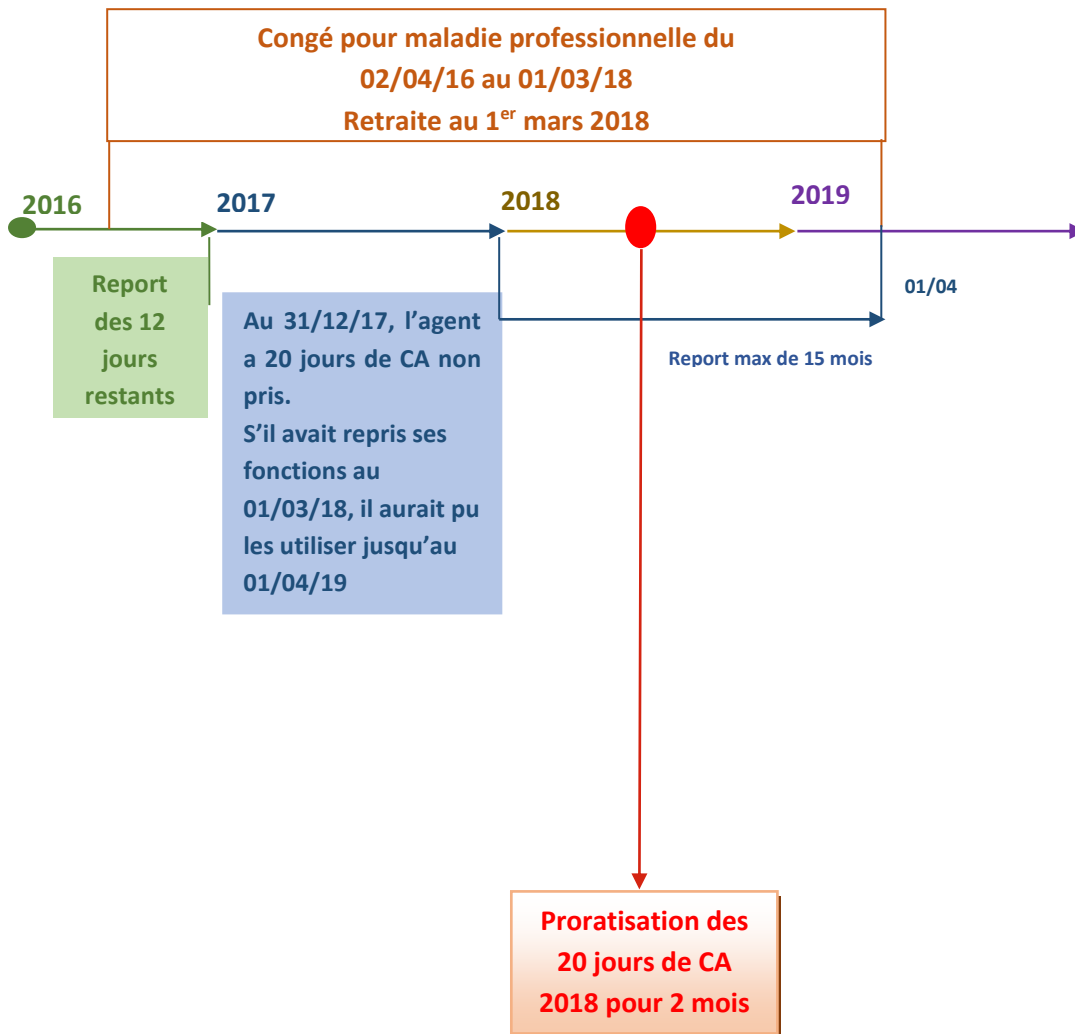 Congé pour maladie professionnelle du
02/04/16 au 01/03/18
Retraite au 1er mars 2018
2016
2017
2018
2019
Report
des 12
jours
restants
Au 31/12/17, l’agent
a 20 jours de CA non
pris.
S’il avait repris ses
fonctions au
01/03/18, il aurait pu
les utiliser jusqu’au
01/04/19
01/04
Report max de 15 mois
Proratisation des
20 jours de CA
2018 pour 2 mois